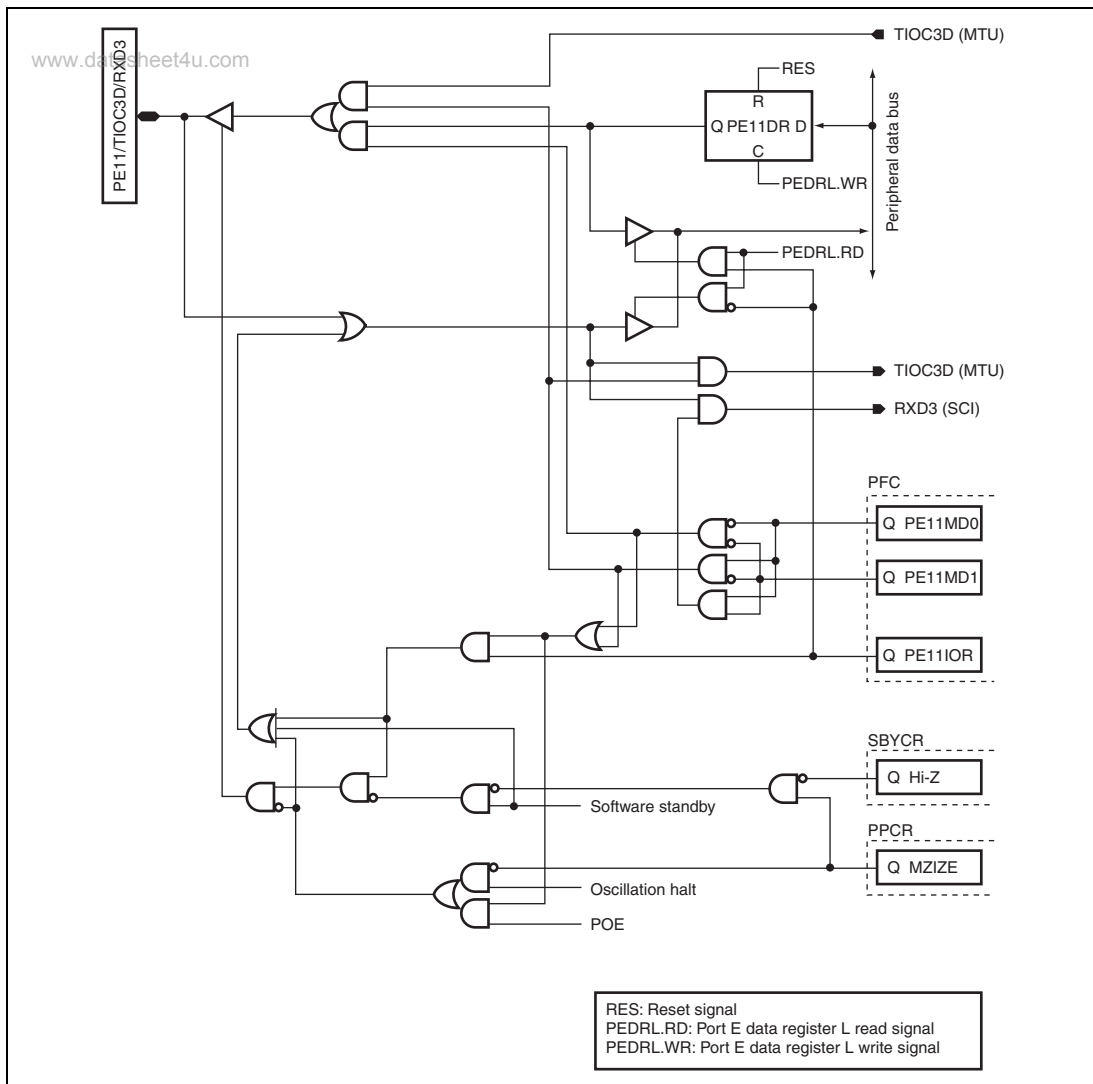 www.datasheet4u.com
PE11/TIOC3D/RXD3
TIOC3D (MTU)
RES
R
Q PE11DR D
C
PEDRL.WR
Peripheral data bus
PEDRL.RD
TIOC3D (MTU)
RXD3 (SCI)
PFC
Q PE11MD0
Q PE11MD1
Q PE11IOR
SBYCR
Q Hi-Z
Software standby
PPCR
Q MZIZE
Oscillation halt
POE
RES: Reset signal
PEDRL.RD: Port E data register L read signal
PEDRL.WR: Port E data register L write signal